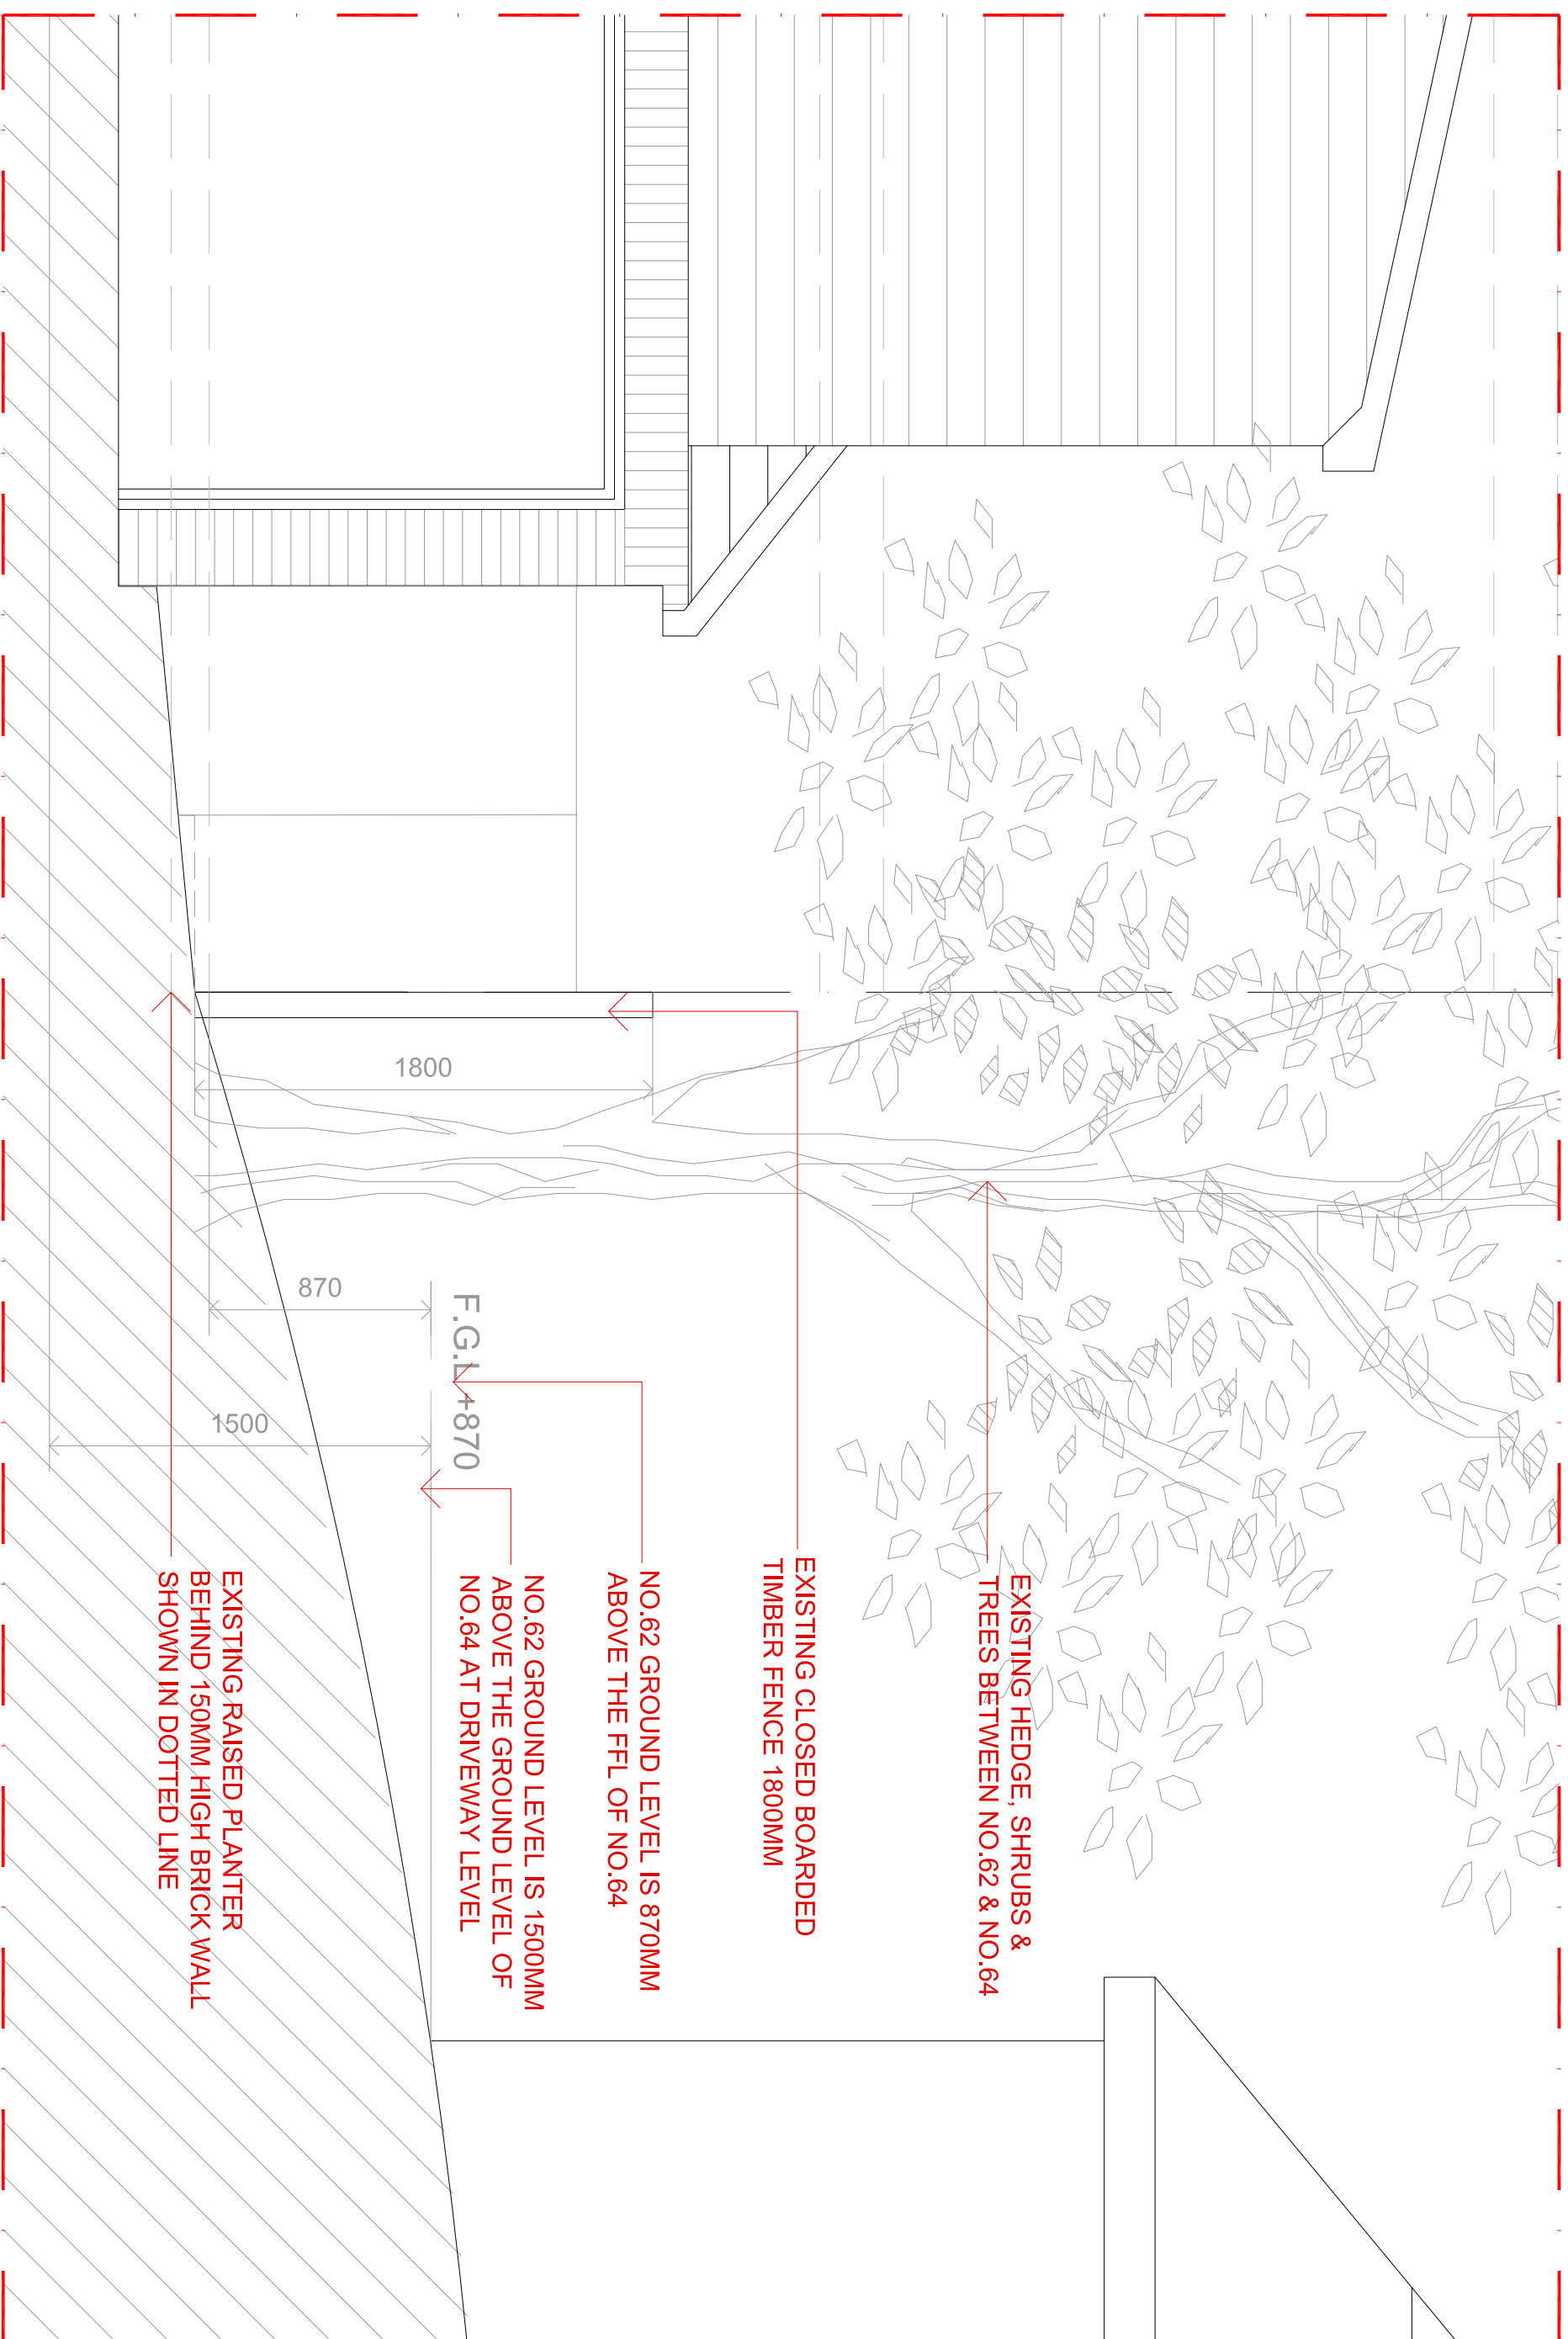 EXISTING HEDGE, SHRUBS &
TREES BETWEEN NO.62 & NO.64
EXISTING CLOSED BOARDED
TIMBER FENCE 1800MM
NO.62 GROUND LEVEL IS 870MM
ABOVE THE FFL OF NO.64
NO.62 GROUND LEVEL IS 1500MM
ABOVE THE GROUND LEVEL OF
NO.64 AT DRIVEWAY LEVEL
F.G.L +870
1800
870
1500
EXISTING RAISED PLANTER
BEHIND 150MM HIGH BRICK WALL
SHOWN IN DOTTED LINE